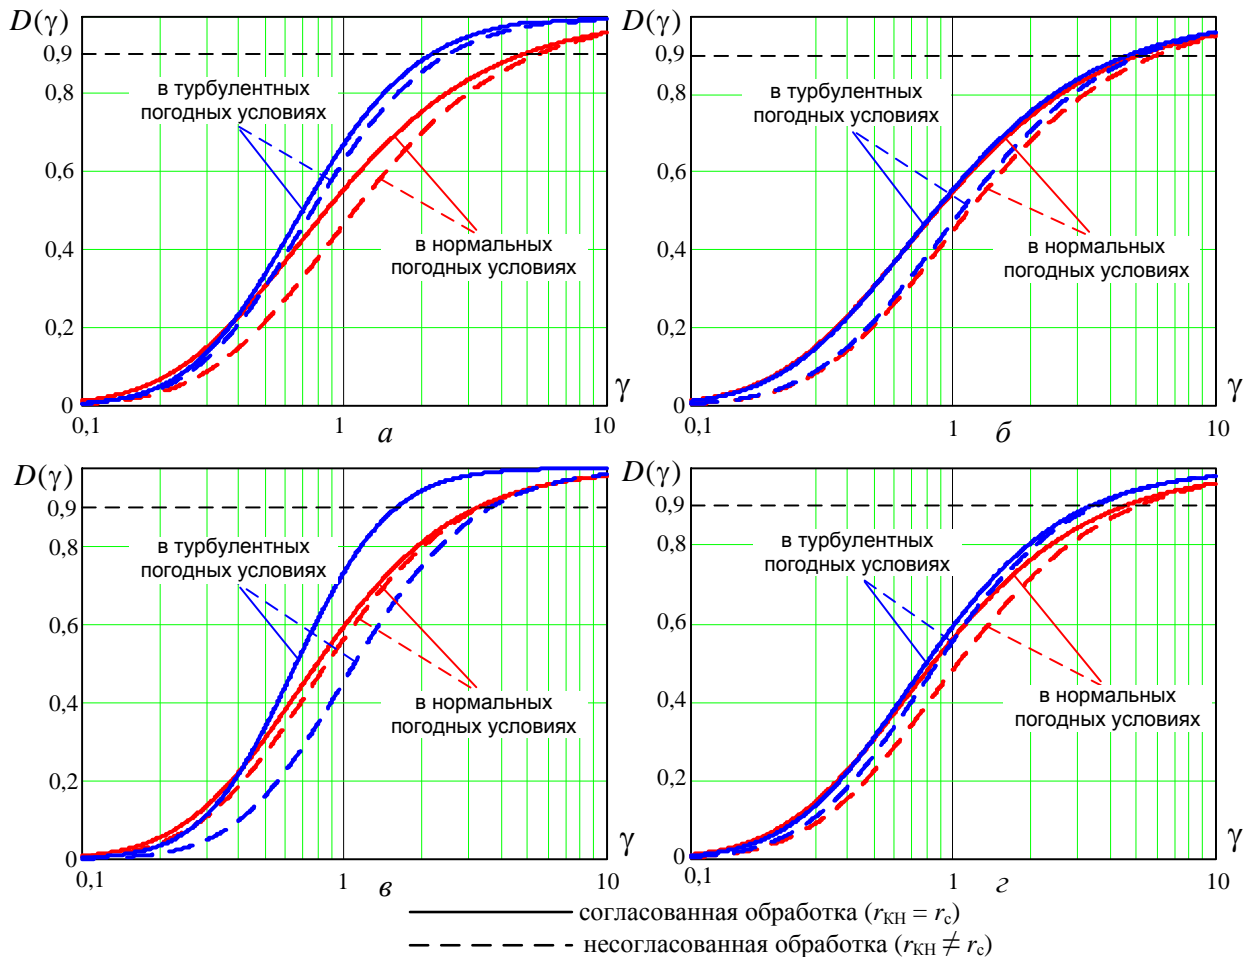 D(γ)
0,9
0,8
0,6
0,4
0,2
0
0,1
1
10
γ
а
в турбулентных
погодных условиях
в нормальных
погодных условиях
D(γ)
0,9
0,8
0,6
0,4
0,2
0
0,1
1
10
γ
б
в турбулентных
погодных условиях
в нормальных
погодных условиях
D(γ)
0,9
0,8
0,6
0,4
0,2
0
0,1
1
10
γ
в
в турбулентных
погодных условиях
в нормальных
погодных условиях
D(γ)
0,9
0,8
0,6
0,4
0,2
0
0,1
1
10
γ
г
в турбулентных
погодных условиях
в нормальных
погодных условиях
согласованная обработка (rКН = rс)
несогласованная обработка (rКН ≠ rс)